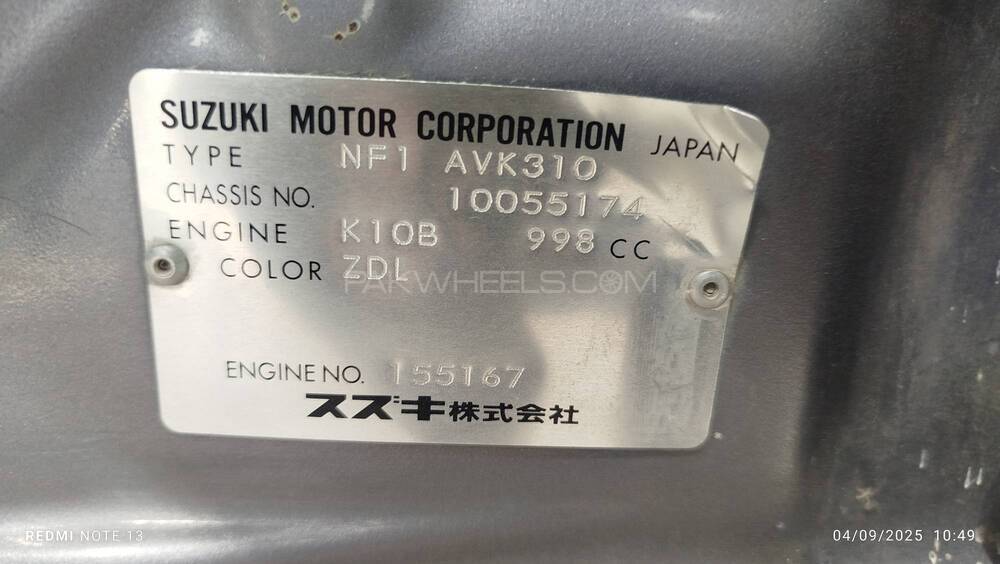 SUZUKI MOTOR CORPORATION JAPAN
TYPE NF1 AVK310
CHASSIS NO. 10055174
ENGINE K10B 998 CC
COLOR ZDL
PAKWHEELS.COM
ENGINE NO. 155167
スズキ株式会社
REDMI NOTE 13 04/09/2025 10:49